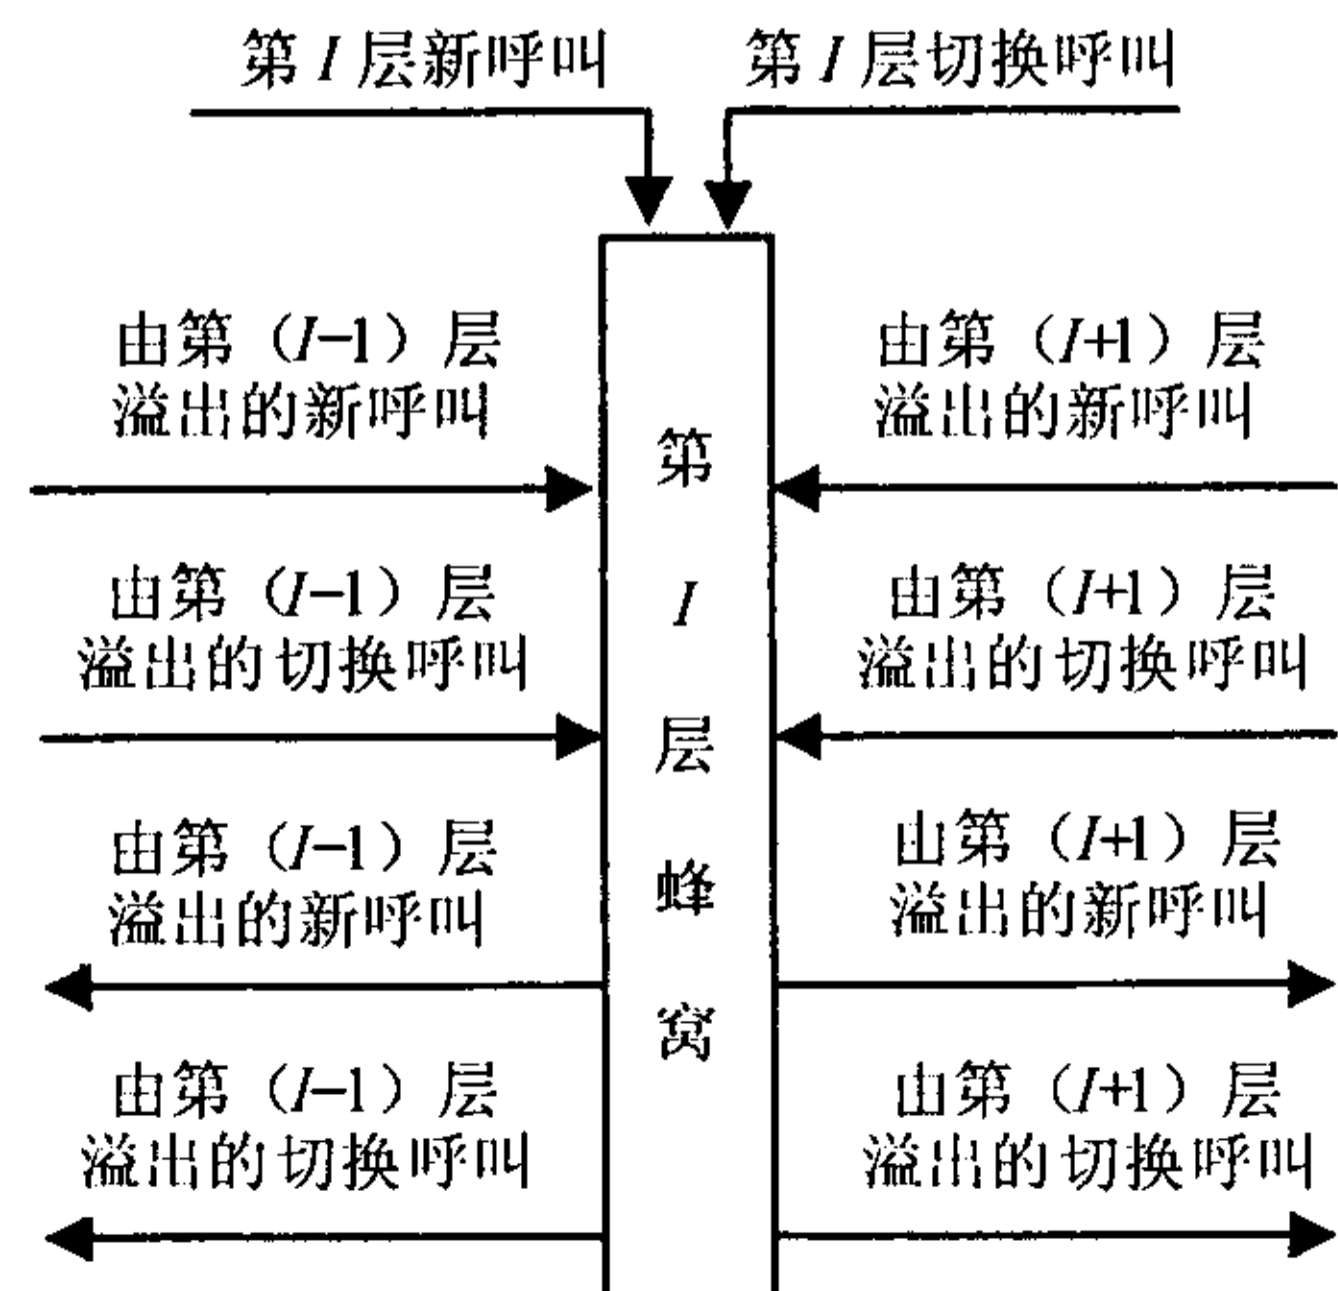 第 I 层新呼叫
第 I 层切换呼叫
由第（I−1）层
溢出的新呼叫
由第（I+1）层
溢出的新呼叫
由第（I−1）层
溢出的切换呼叫
由第（I+1）层
溢出的切换呼叫
第
I
层
蜂
窝
由第（I−1）层
溢出的新呼叫
由第（I+1）层
溢出的新呼叫
由第（I−1）层
溢出的切换呼叫
由第（I+1）层
溢出的切换呼叫